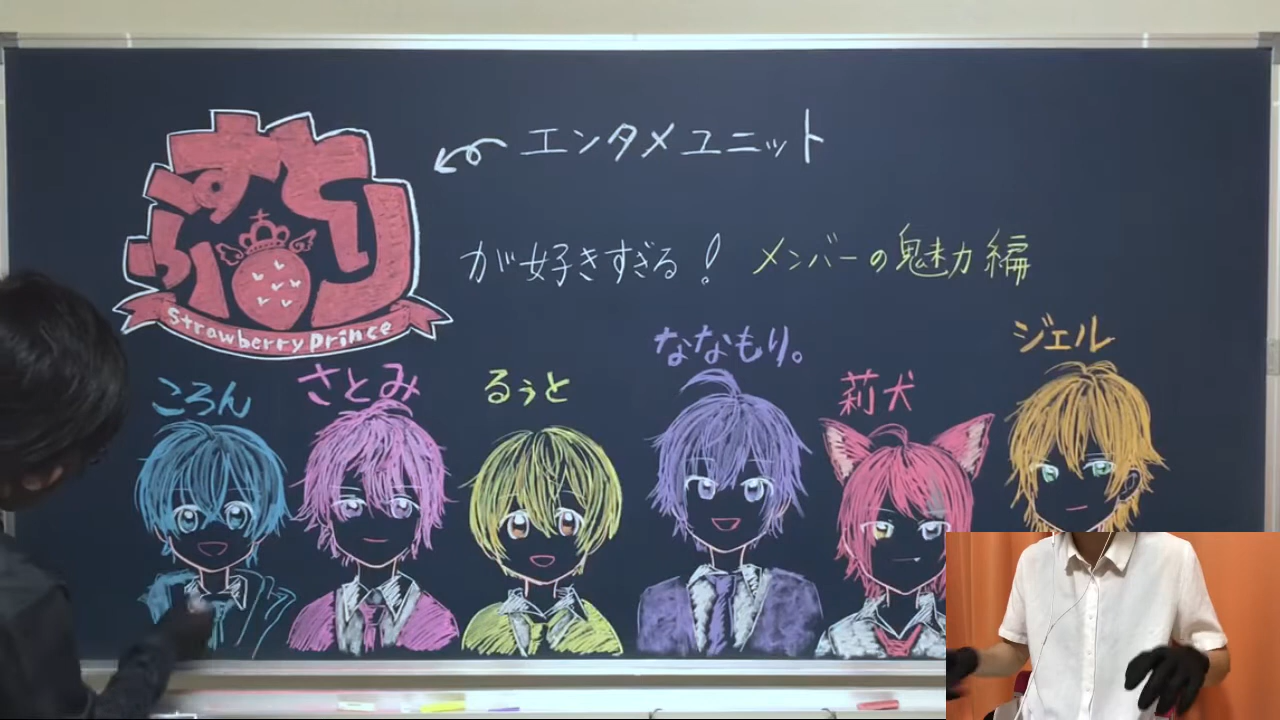 すとぷり
Strawberry Prince
エンタメユニット
が好きすぎる！ メンバーの魅力編
ころん
さとみ
るぅと
ななもり。
莉犬
ジェル